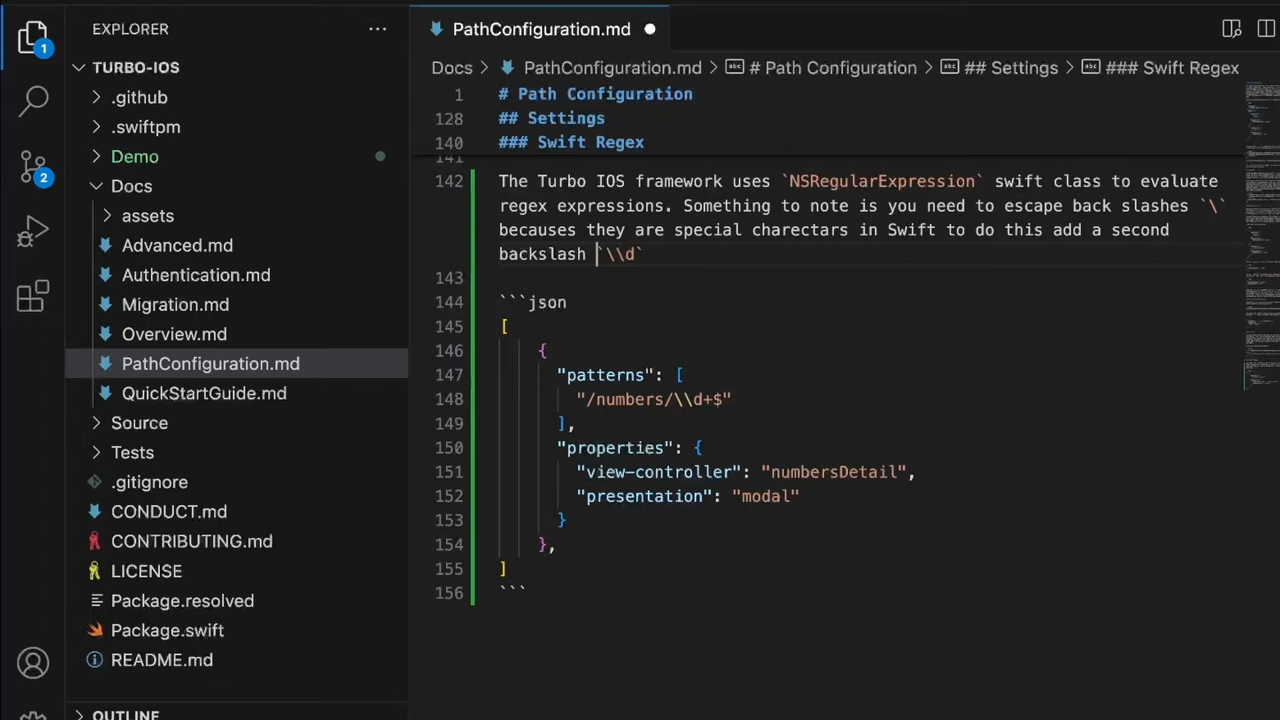 EXPLORER
TURBO-IOS
.github
.swiftpm
Demo
Docs
assets
Advanced.md
Authentication.md
Migration.md
Overview.md
PathConfiguration.md
QuickStartGuide.md
Source
Tests
.gitignore
CONDUCT.md
CONTRIBUTING.md
LICENSE
Package.resolved
Package.swift
README.md
OUTLINE
1
2
PathConfiguration.md
Docs > PathConfiguration.md > # Path Configuration > ## Settings > ### Swift Regex
1 # Path Configuration
128 ## Settings
140 ### Swift Regex
141
142 The Turbo IOS framework uses `NSRegularExpression` swift class to evaluate
regex expressions. Something to note is you need to escape back slashes `\`
becauses they are special charectars in Swift to do this add a second
backslash `\\d`
143
144 ```json
145 [
146 {
147 "patterns": [
148 "/numbers/\\d+$"
149 ],
150 "properties": {
151 "view-controller": "numbersDetail",
152 "presentation": "modal"
153 }
154 },
155 ]
156 ```